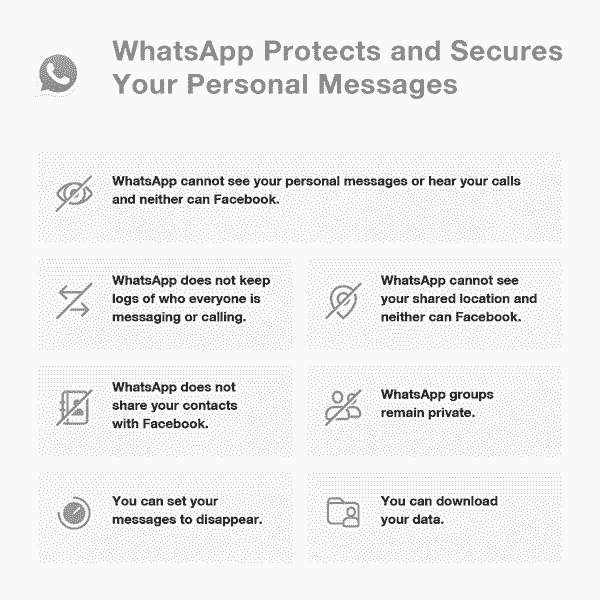 WhatsApp Protects and Secures
Your Personal Messages
WhatsApp cannot see your personal messages or hear your calls
and neither can Facebook.
WhatsApp does not keep
logs of who everyone is
messaging or calling.
WhatsApp cannot see
your shared location and
neither can Facebook.
WhatsApp does not
share your contacts
with Facebook.
WhatsApp groups
remain private.
You can set your
messages to disappear.
You can download
your data.